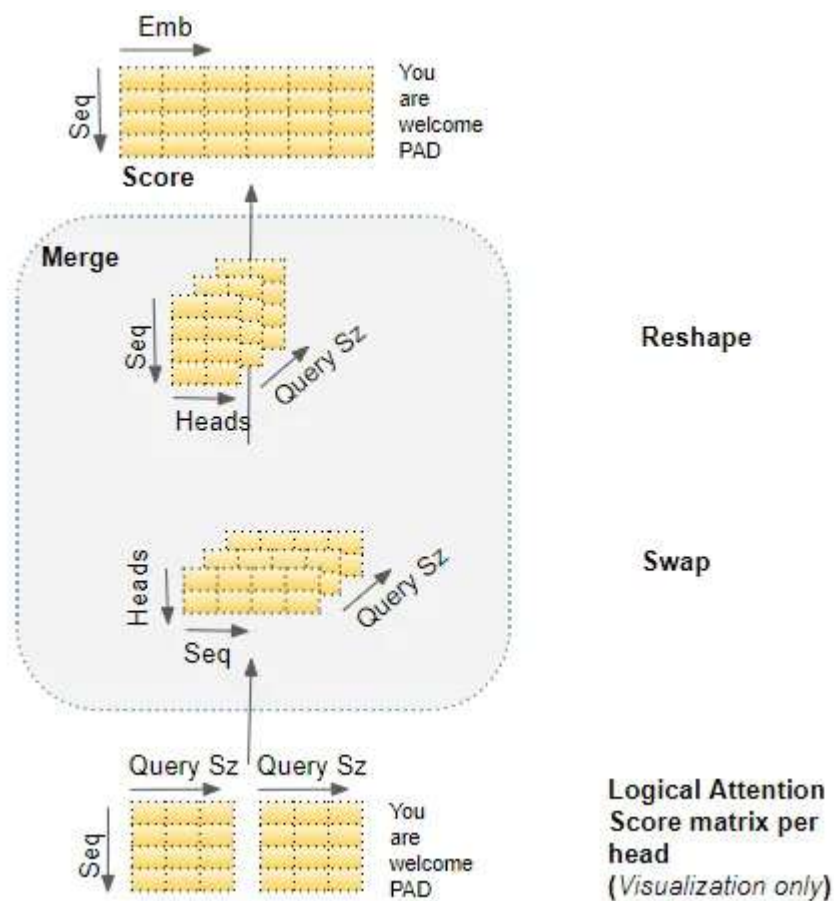 Emb
Seq
You
are
welcome
PAD
Score
Merge
Seq
Query Sz
Heads
Reshape
Heads
Query Sz
Seq
Swap
Query Sz
Query Sz
Seq
You
are
welcome
PAD
Logical Attention
Score matrix per
head
(Visualization only)